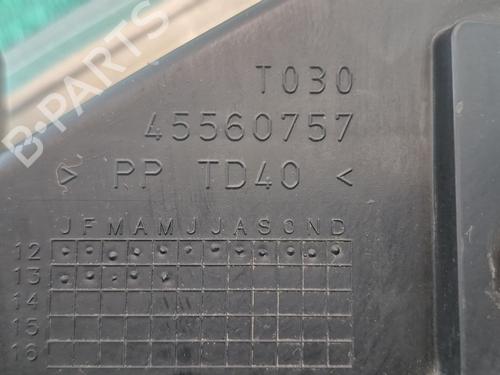 B-PARTS
T030
45560757
> PP TD40 <
J F M A M J J A S O N D
12
13
14
15
16